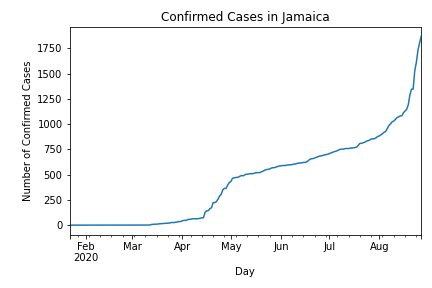 Confirmed Cases in Jamaica
Number of Confirmed Cases
1750
1500
1250
1000
750
500
250
0
Feb Mar Apr May Jun Jul Aug
2020
Day